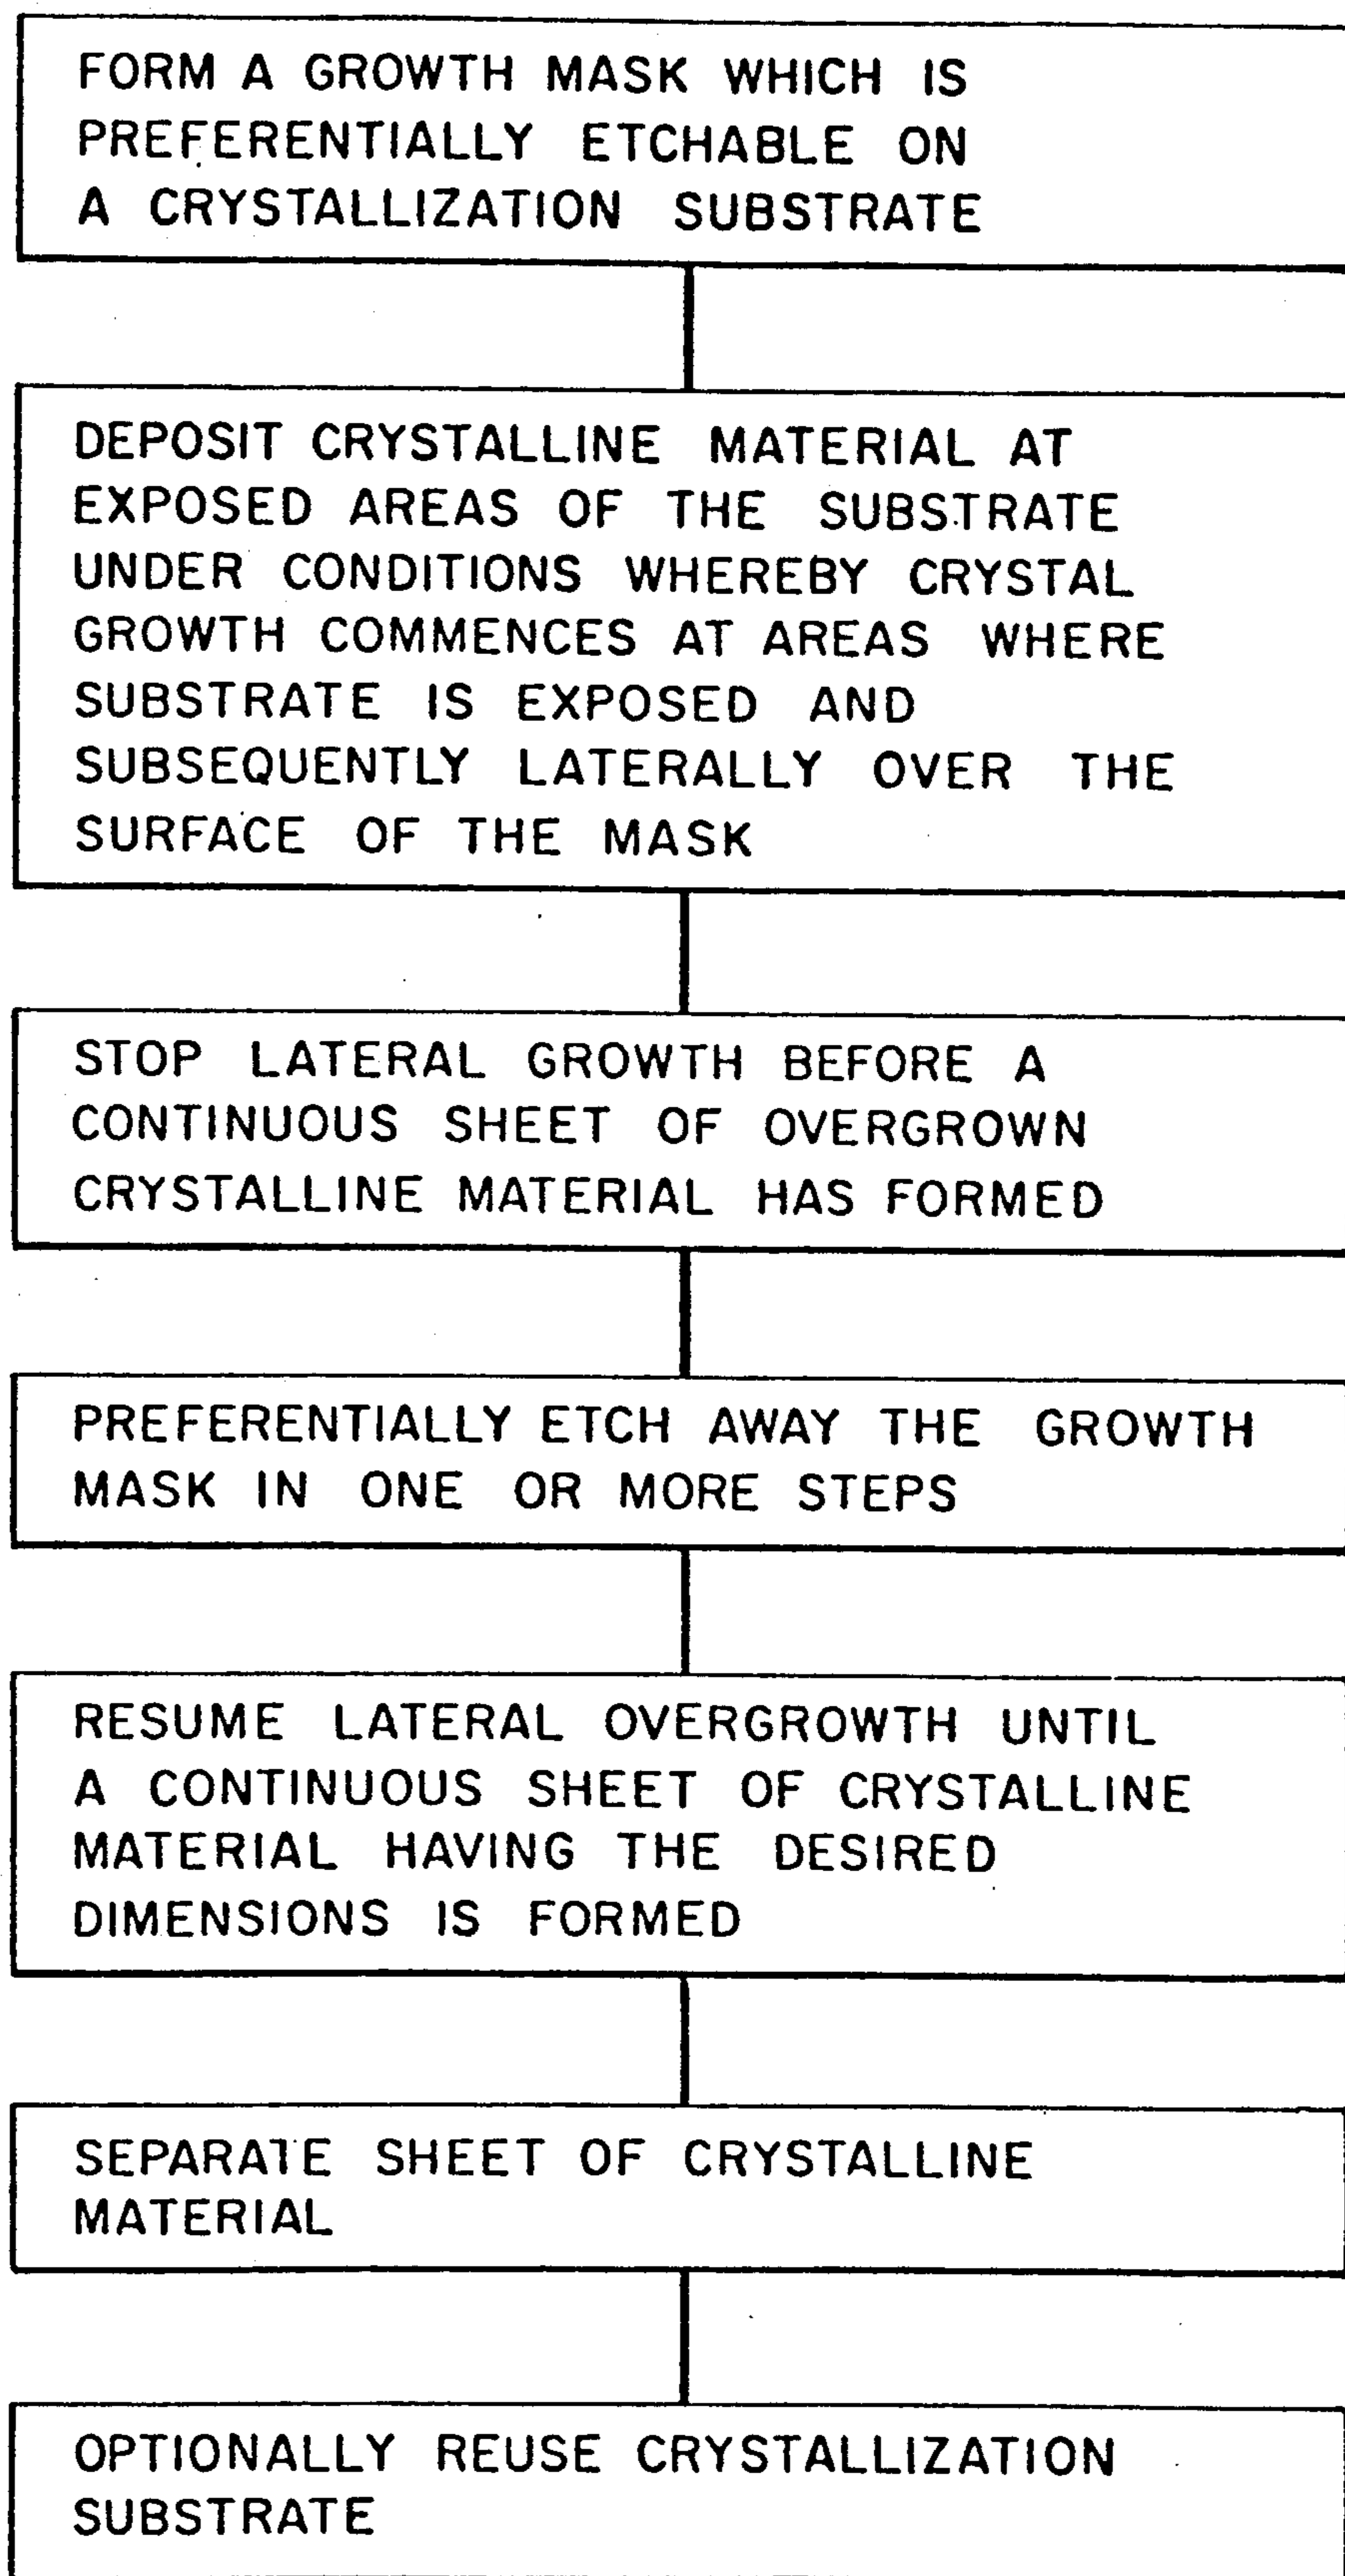 FORM A GROWTH MASK WHICH IS
PREFERENTIALLY ETCHABLE ON
A CRYSTALLIZATION SUBSTRATE
DEPOSIT CRYSTALLINE MATERIAL AT
EXPOSED AREAS OF THE SUBSTRATE
UNDER CONDITIONS WHEREBY CRYSTAL
GROWTH COMMENCES AT AREAS WHERE
SUBSTRATE IS EXPOSED AND
SUBSEQUENTLY LATERALLY OVER THE
SURFACE OF THE MASK
STOP LATERAL GROWTH BEFORE A
CONTINUOUS SHEET OF OVERGROWN
CRYSTALLINE MATERIAL HAS FORMED
PREFERENTIALLY ETCH AWAY THE GROWTH
MASK IN ONE OR MORE STEPS
RESUME LATERAL OVERGROWTH UNTIL
A CONTINUOUS SHEET OF CRYSTALLINE
MATERIAL HAVING THE DESIRED
DIMENSIONS IS FORMED
SEPARATE SHEET OF CRYSTALLINE
MATERIAL
OPTIONALLY REUSE CRYSTALLIZATION
SUBSTRATE